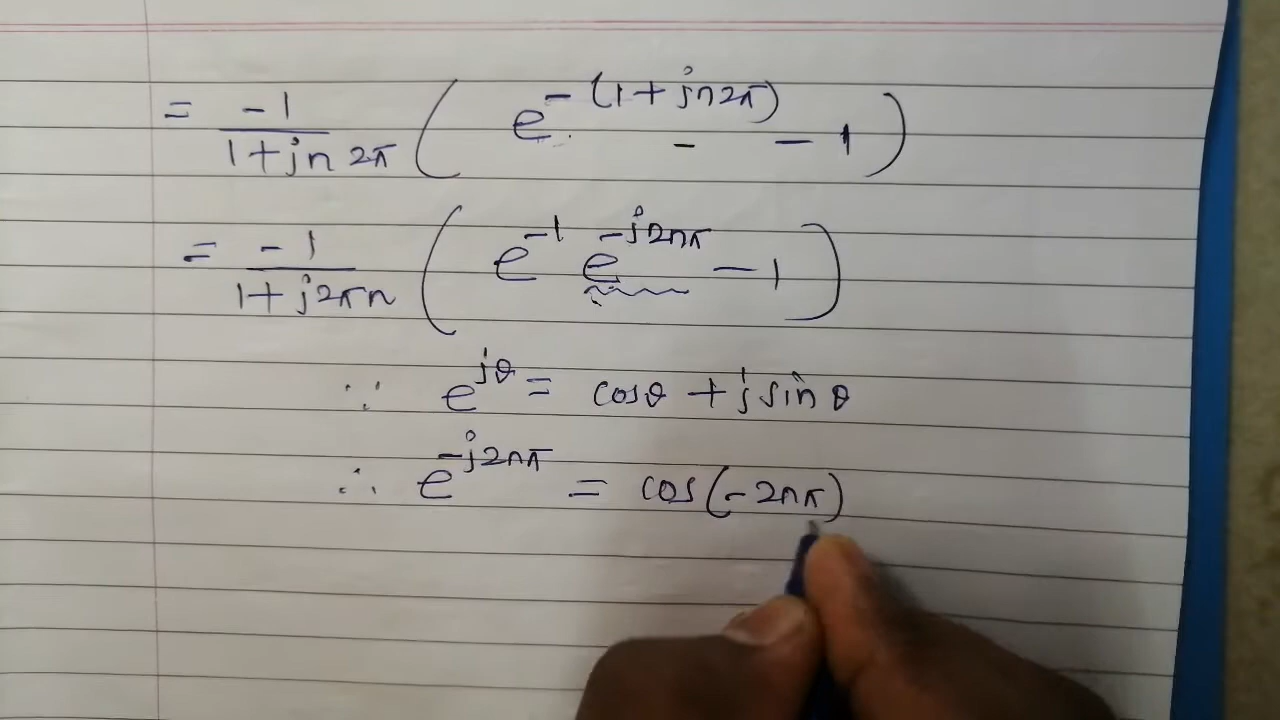 = -1 / 1+jn2π ( e^-(1+jn2π) - 1 )
= -1 / 1+j2πn ( e^-1 e^-j2nπ - 1 )
∵ e^jθ = cosθ + j sinθ
∴ e^-j2nπ = cos(-2nπ)